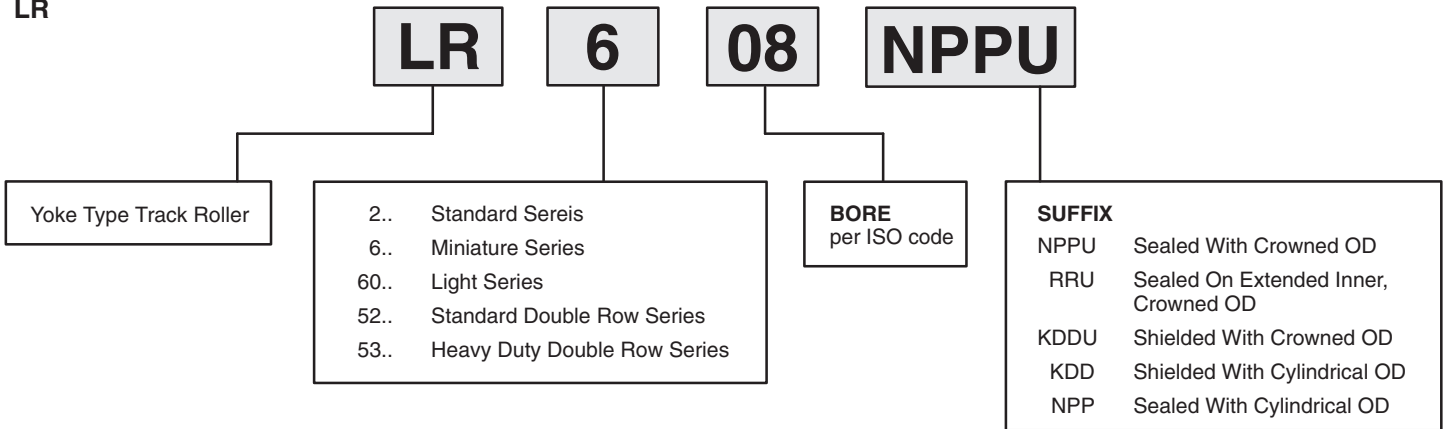 LR
LR 6 08 NPPU
Yoke Type Track Roller
2.. Standard Sereis
6.. Miniature Series
60.. Light Series
52.. Standard Double Row Series
53.. Heavy Duty Double Row Series
BORE
per ISO code
SUFFIX
NPPU Sealed With Crowned OD
RRU Sealed On Extended Inner,
Crowned OD
KDDU Shielded With Crowned OD
KDD Shielded With Cylindrical OD
NPP Sealed With Cylindrical OD